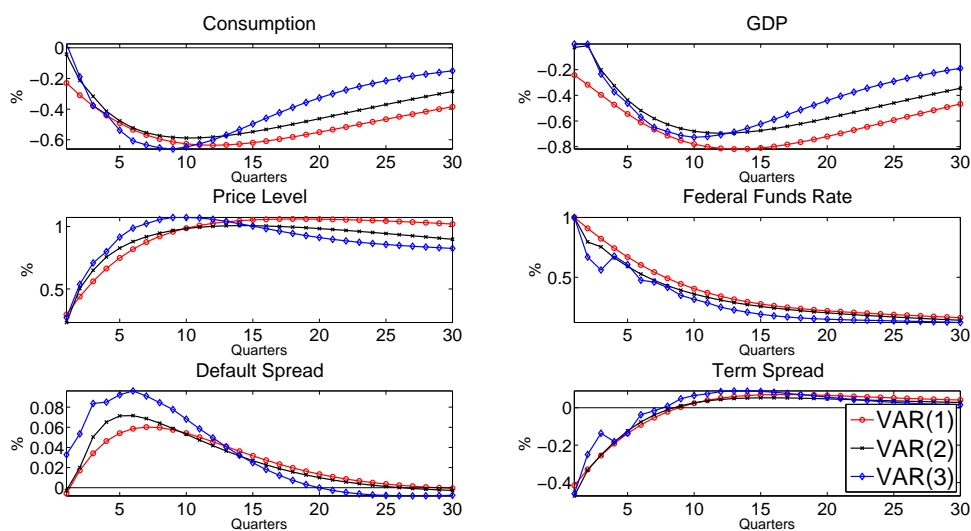 Consumption
0
−0.2
−0.4
−0.6
%
5 10 15 20 25 30
Quarters
GDP
−0.2
−0.4
−0.6
−0.8
%
5 10 15 20 25 30
Quarters
Price Level
1
0.5
%
5 10 15 20 25 30
Quarters
Federal Funds Rate
1
0.5
%
5 10 15 20 25 30
Quarters
Default Spread
0.08
0.06
0.04
0.02
0
%
5 10 15 20 25 30
Quarters
Term Spread
0
−0.2
−0.4
%
5 10 15 20 25 30
Quarters
VAR(1)
VAR(2)
VAR(3)